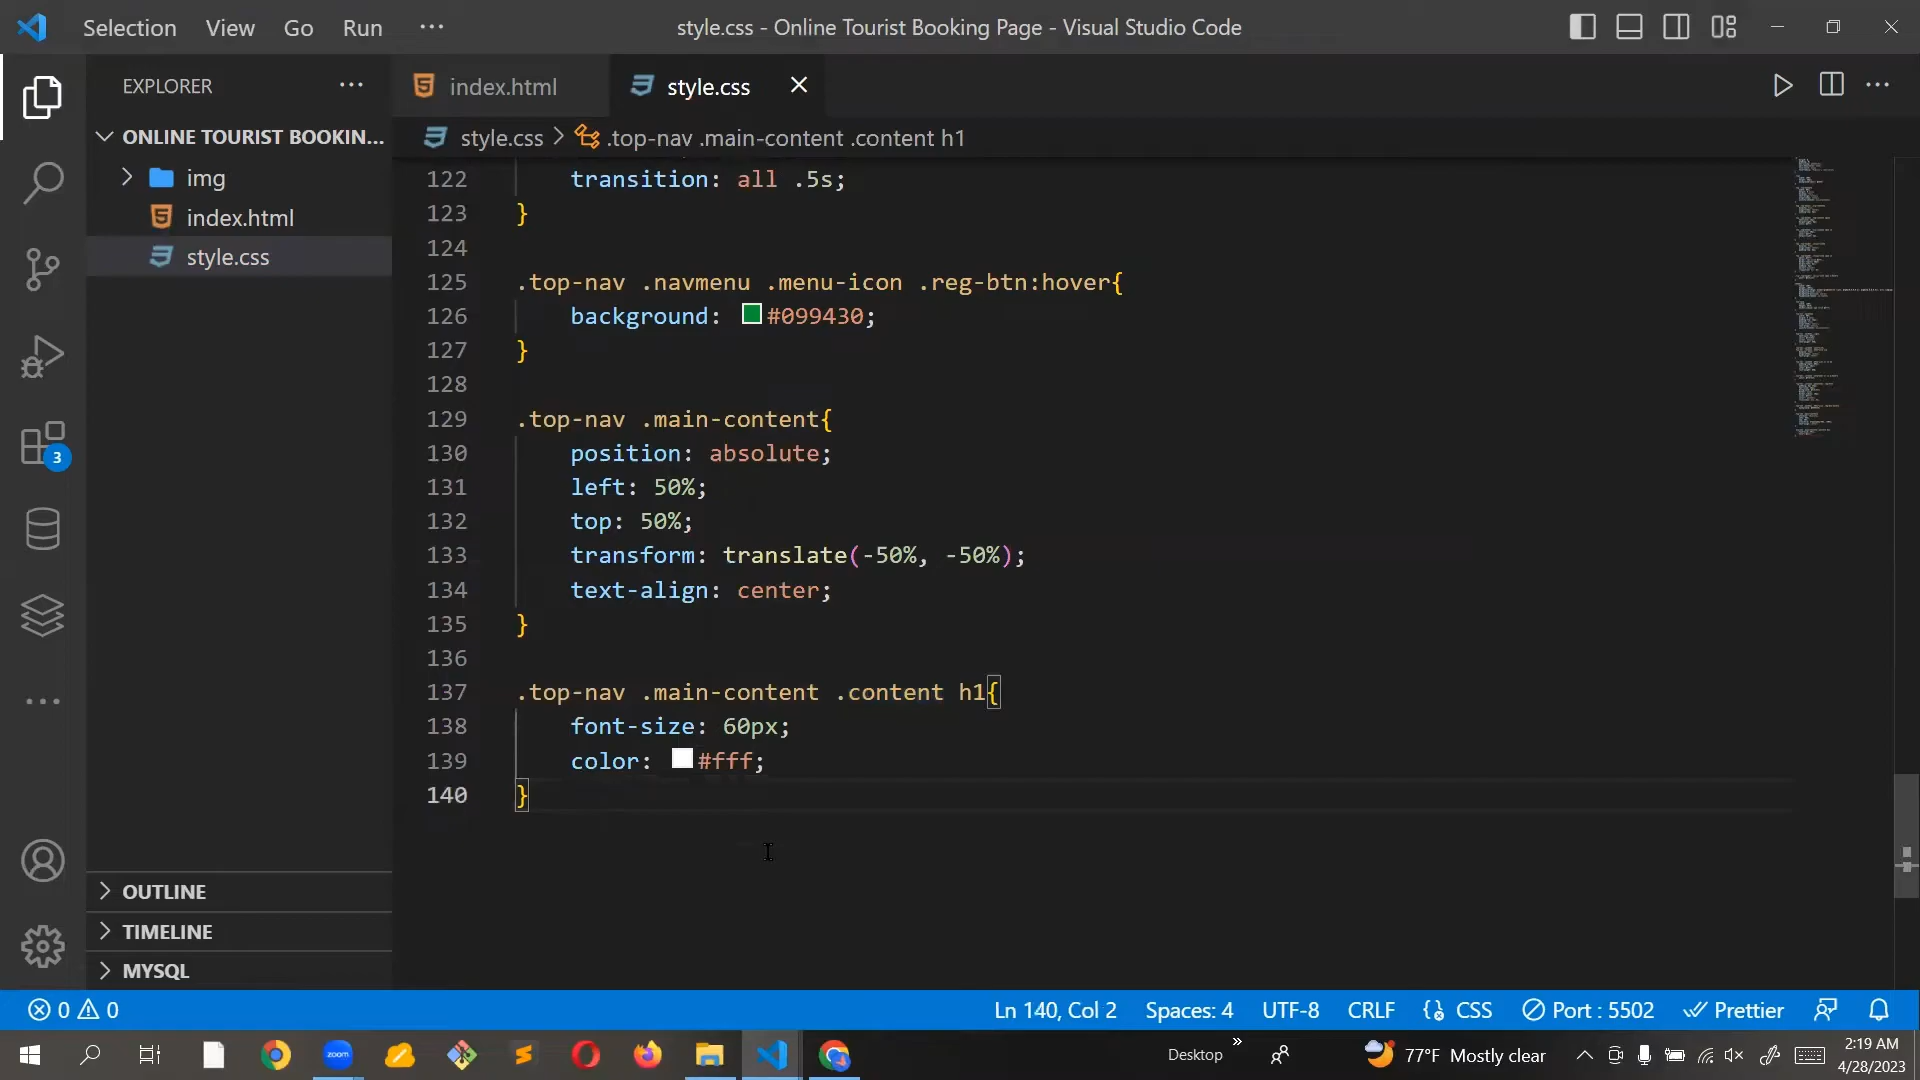 Selection View Go Run ··· style.css - Online Tourist Booking Page - Visual Studio Code
EXPLORER ···
ONLINE TOURIST BOOKIN...
img
index.html
style.css
3
OUTLINE
TIMELINE
MYSQL
index.html style.css
style.css > .top-nav .main-content .content h1
122 transition: all .5s;
123 }
124
125 .top-nav .navmenu .menu-icon .reg-btn:hover{
126 background: #099430;
127 }
128
129 .top-nav .main-content{
130 position: absolute;
131 left: 50%;
132 top: 50%;
133 transform: translate(-50%, -50%);
134 text-align: center;
135 }
136
137 .top-nav .main-content .content h1{
138 font-size: 60px;
139 color: #fff;
140 }
0 0 Ln 140, Col 2 Spaces: 4 UTF-8 CRLF {} CSS Port : 5502 Prettier
zoom Desktop » 77°F Mostly clear 2:19 AM
4/28/2023